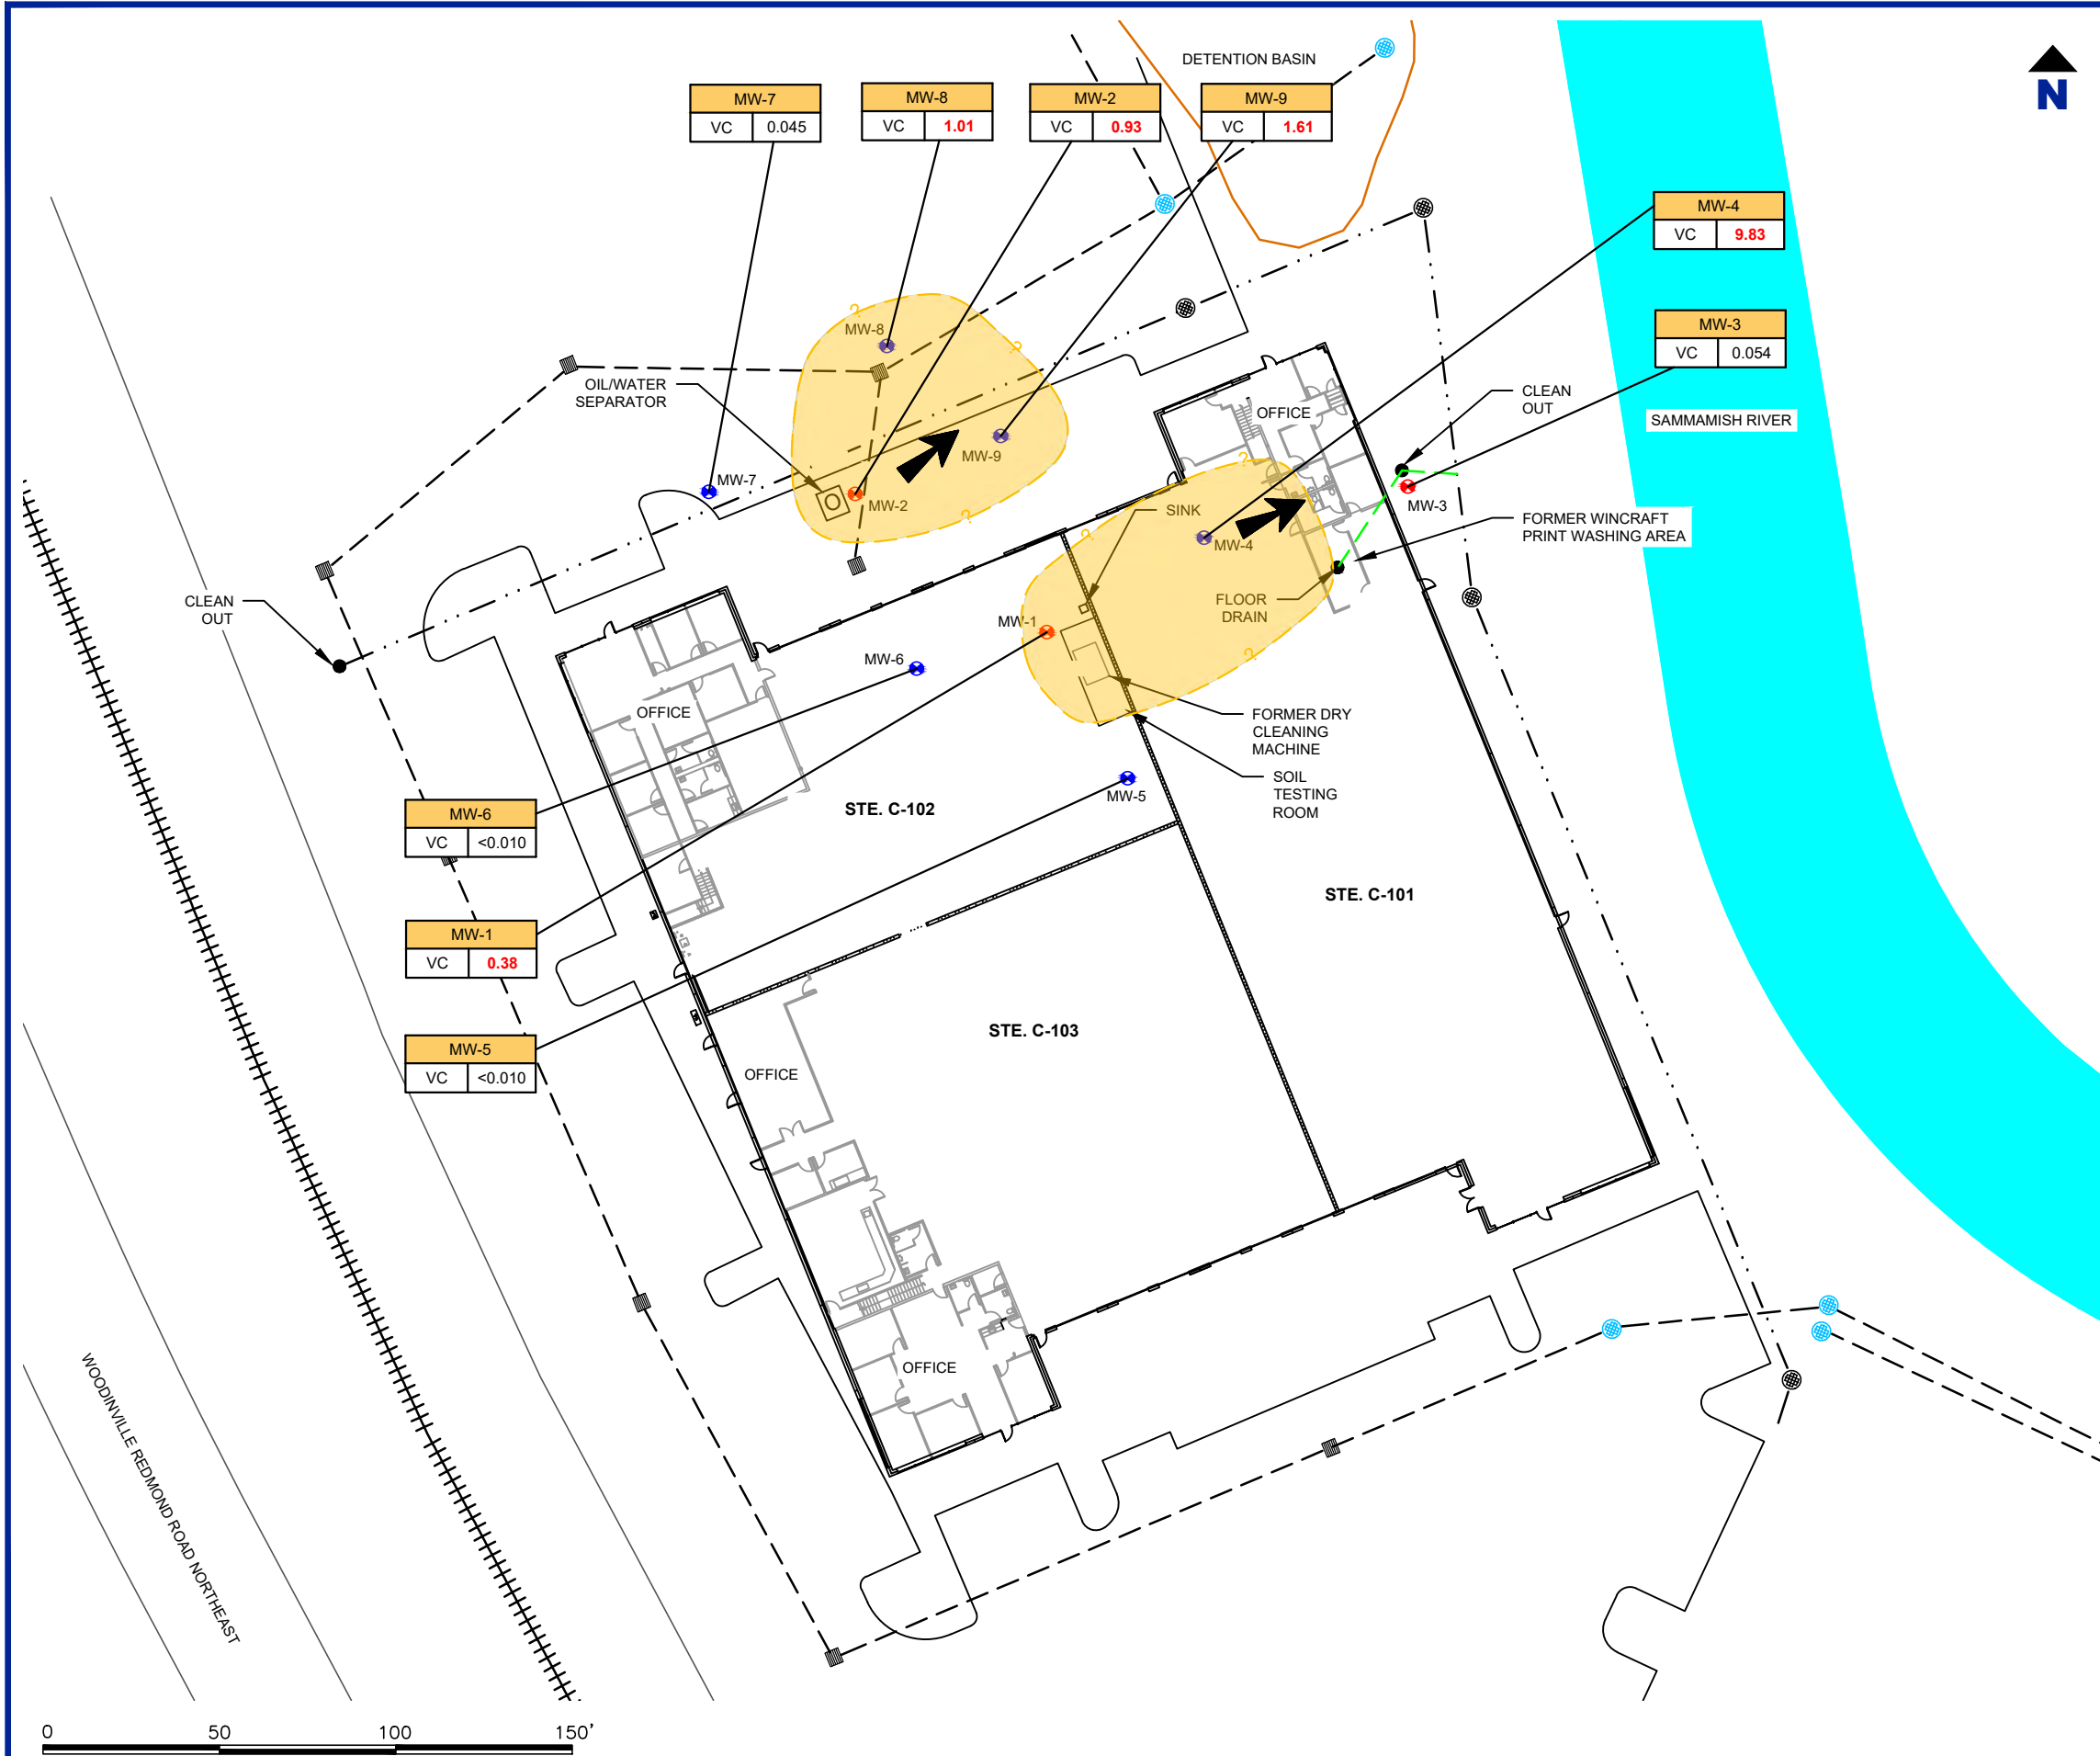 DETENTION BASIN
N
MW-7
VC 0.045
MW-8
VC 1.01
MW-2
VC 0.93
MW-9
VC 1.61
MW-4
VC 9.83
MW-3
VC 0.054
?
MW-8
?
OIL/WATER
SEPARATOR
CLEAN
OUT
OFFICE
SAMMAMISH RIVER
MW-9
?
MW-7
MW-2
?
SINK
MW-3
?
MW-4
FORMER WINCRAFT
PRINT WASHING AREA
CLEAN
OUT
FLOOR
DRAIN
MW-1
?
MW-6
OFFICE
FORMER DRY
CLEANING
MACHINE
SOIL
TESTING
ROOM
MW-5
STE. C-102
MW-6
VC <0.010
STE. C-101
MW-1
VC 0.38
STE. C-103
MW-5
VC <0.010
OFFICE
OFFICE
WOODINVILLE REDMOND ROAD NORTHEAST
0 50 100 150'